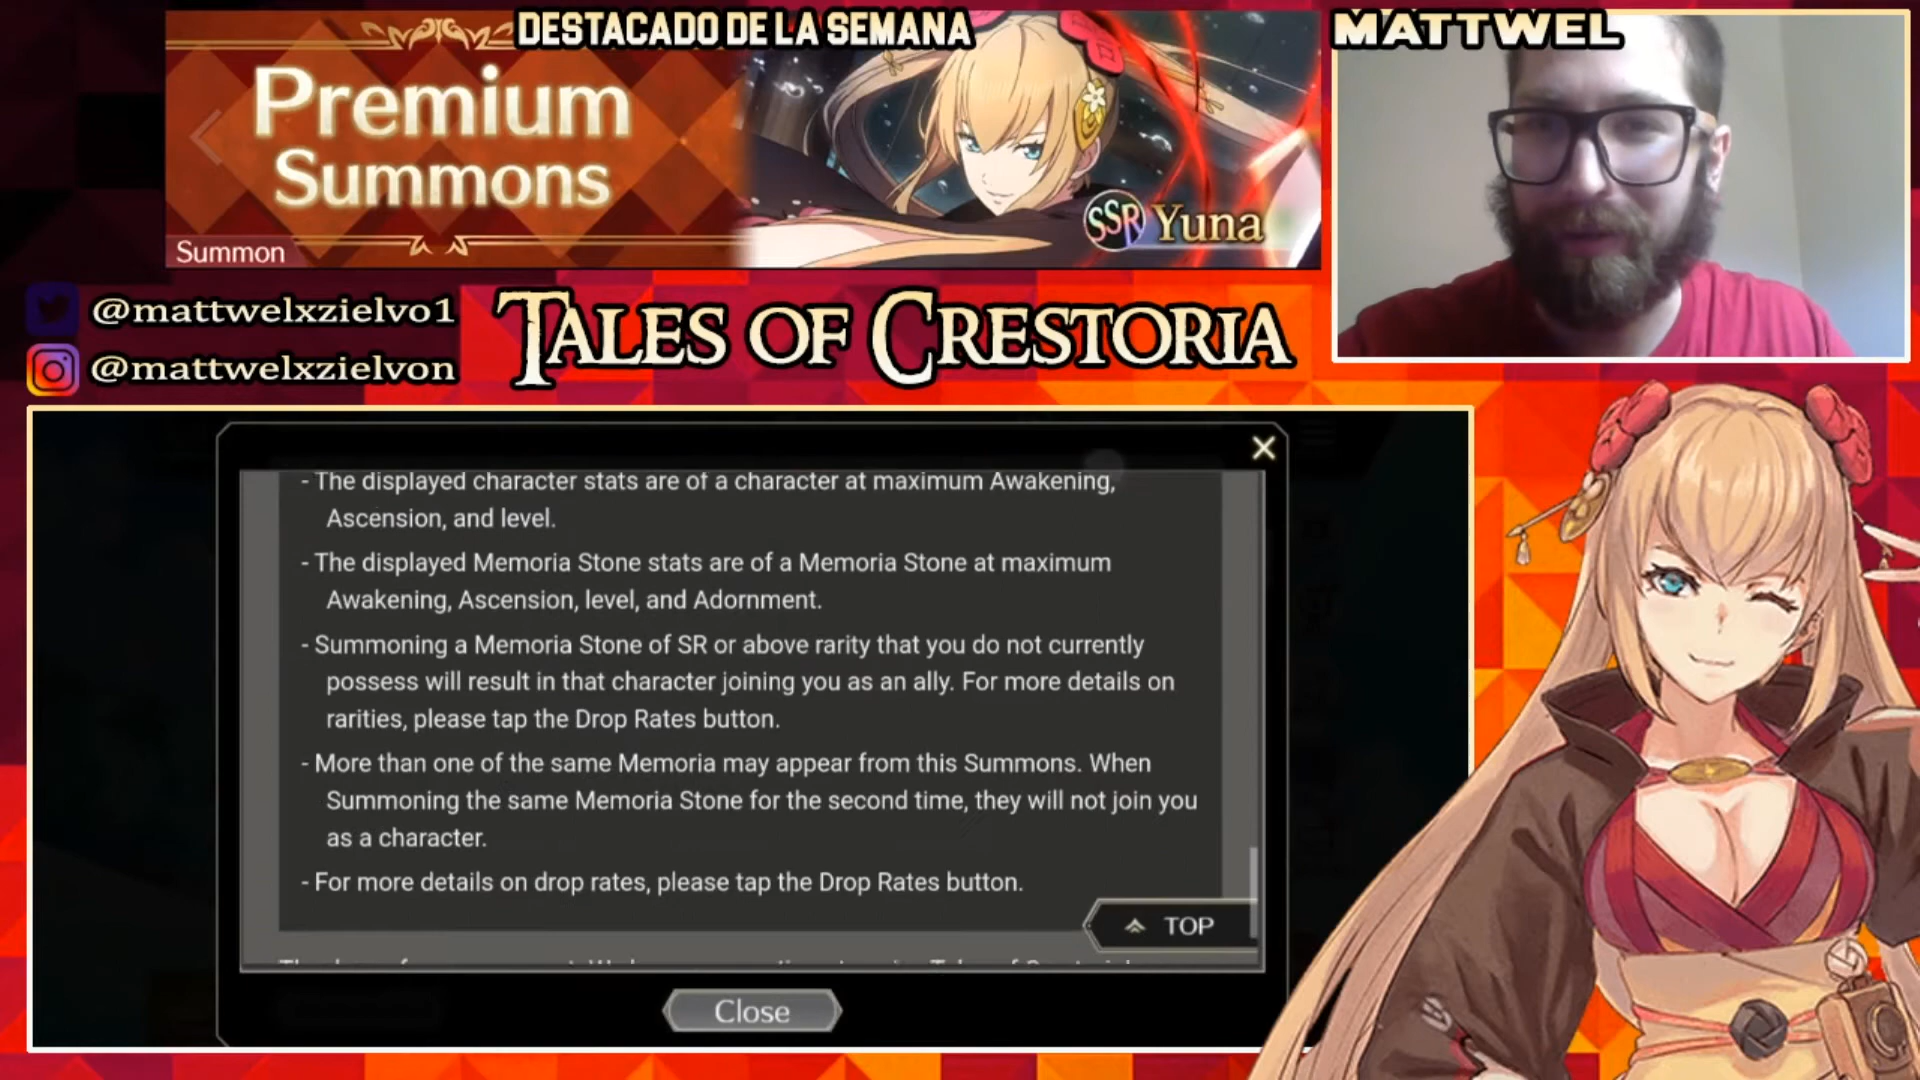 DESTACADO DE LA SEMANA
MATTWEL
Premium
Summons
SSR Yuna
Summon
@mattwelxzielvo1
@mattwelxzielvon
TALES OF CRESTORIA
- The displayed character stats are of a character at maximum Awakening,
Ascension, and level.
- The displayed Memoria Stone stats are of a Memoria Stone at maximum
Awakening, Ascension, level, and Adornment.
- Summoning a Memoria Stone of SR or above rarity that you do not currently
possess will result in that character joining you as an ally. For more details on
rarities, please tap the Drop Rates button.
- More than one of the same Memoria may appear from this Summons. When
Summoning the same Memoria Stone for the second time, they will not join you
as a character.
- For more details on drop rates, please tap the Drop Rates button.
TOP
Close